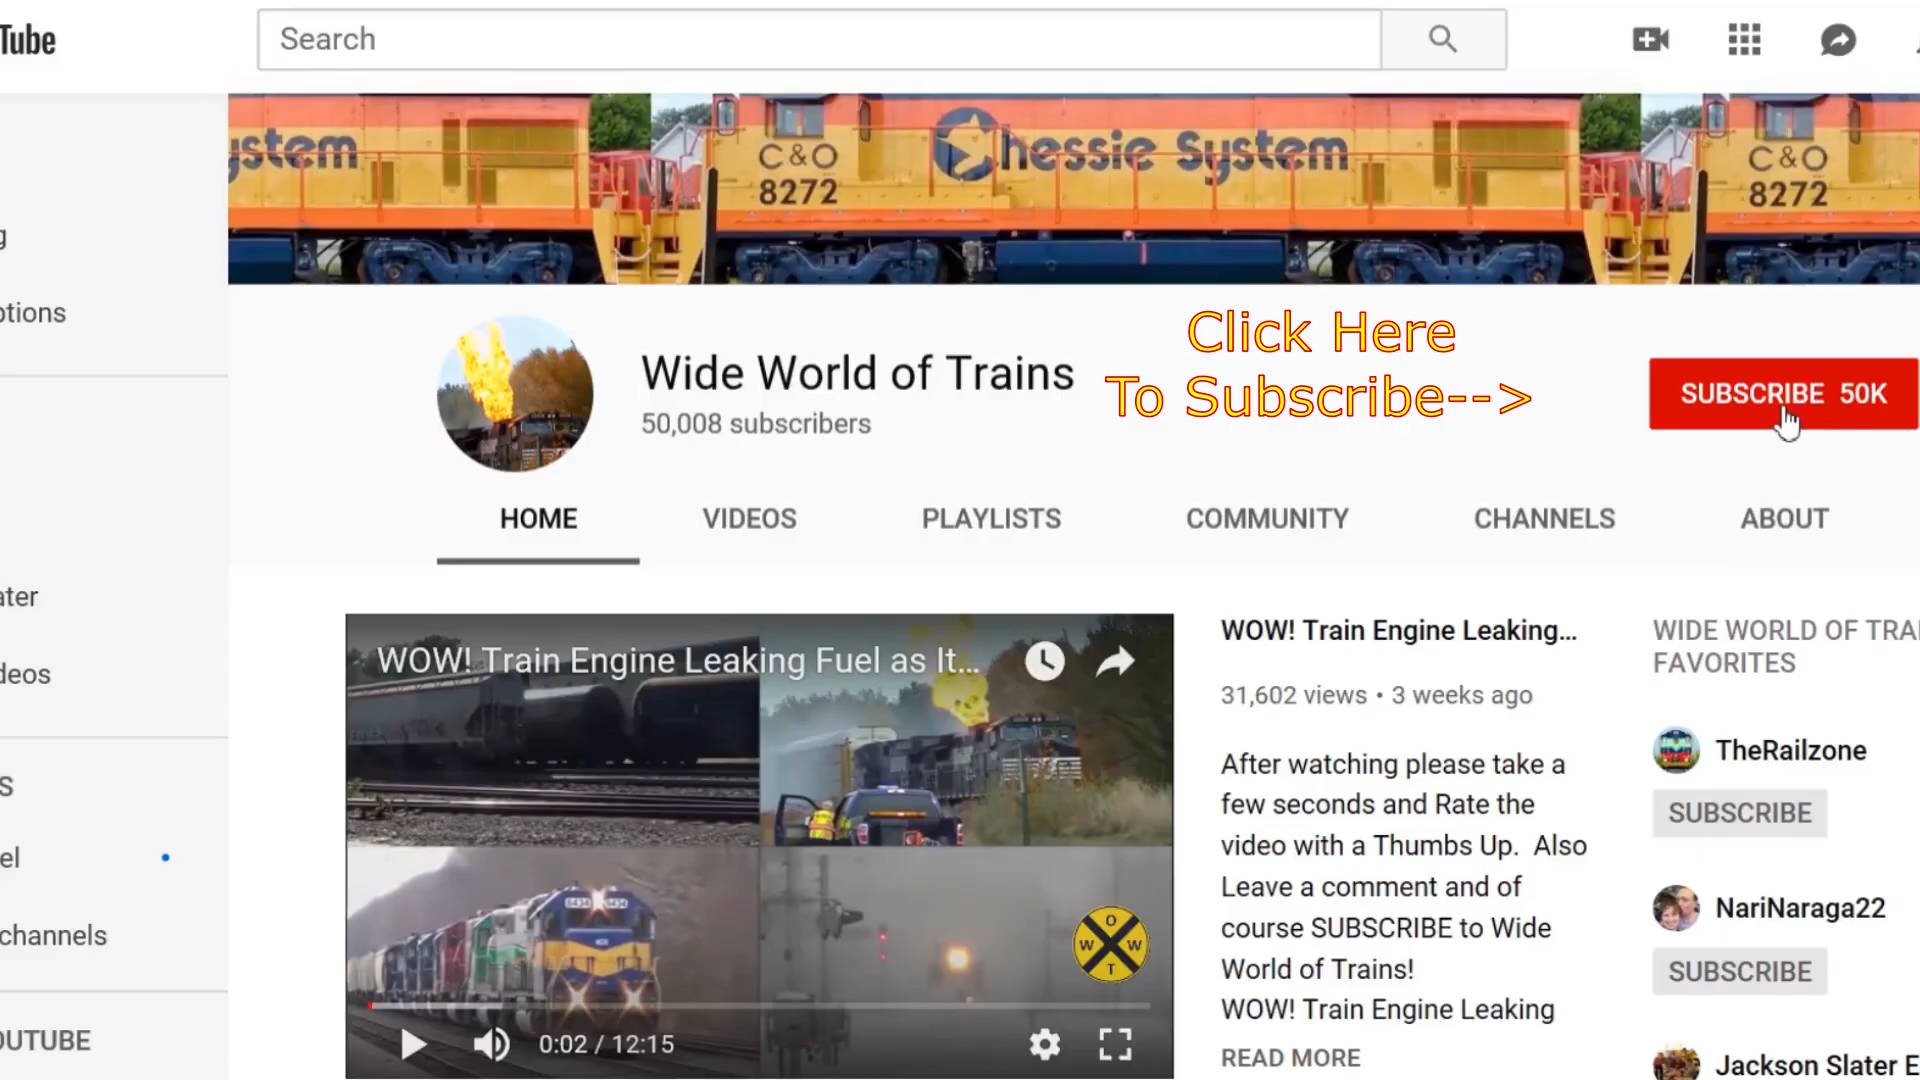 Tube
Search
ystem
C&O
8272
Chessie System
C&O
8272
ptions
Click Here
To Subscribe-->
Wide World of Trains
50,008 subscribers
SUBSCRIBE 50K
HOME
VIDEOS
PLAYLISTS
COMMUNITY
CHANNELS
ABOUT
ater
deos
S
el
channels
OUTUBE
WOW! Train Engine Leaking Fuel as It...
6434 6434
O
W W
T
0:02 / 12:15
WOW! Train Engine Leaking...
31,602 views • 3 weeks ago
After watching please take a
few seconds and Rate the
video with a Thumbs Up. Also
Leave a comment and of
course SUBSCRIBE to Wide
World of Trains!
WOW! Train Engine Leaking
READ MORE
WIDE WORLD OF TRAI
FAVORITES
TheRailzone
SUBSCRIBE
NariNaraga22
SUBSCRIBE
Jackson Slater E